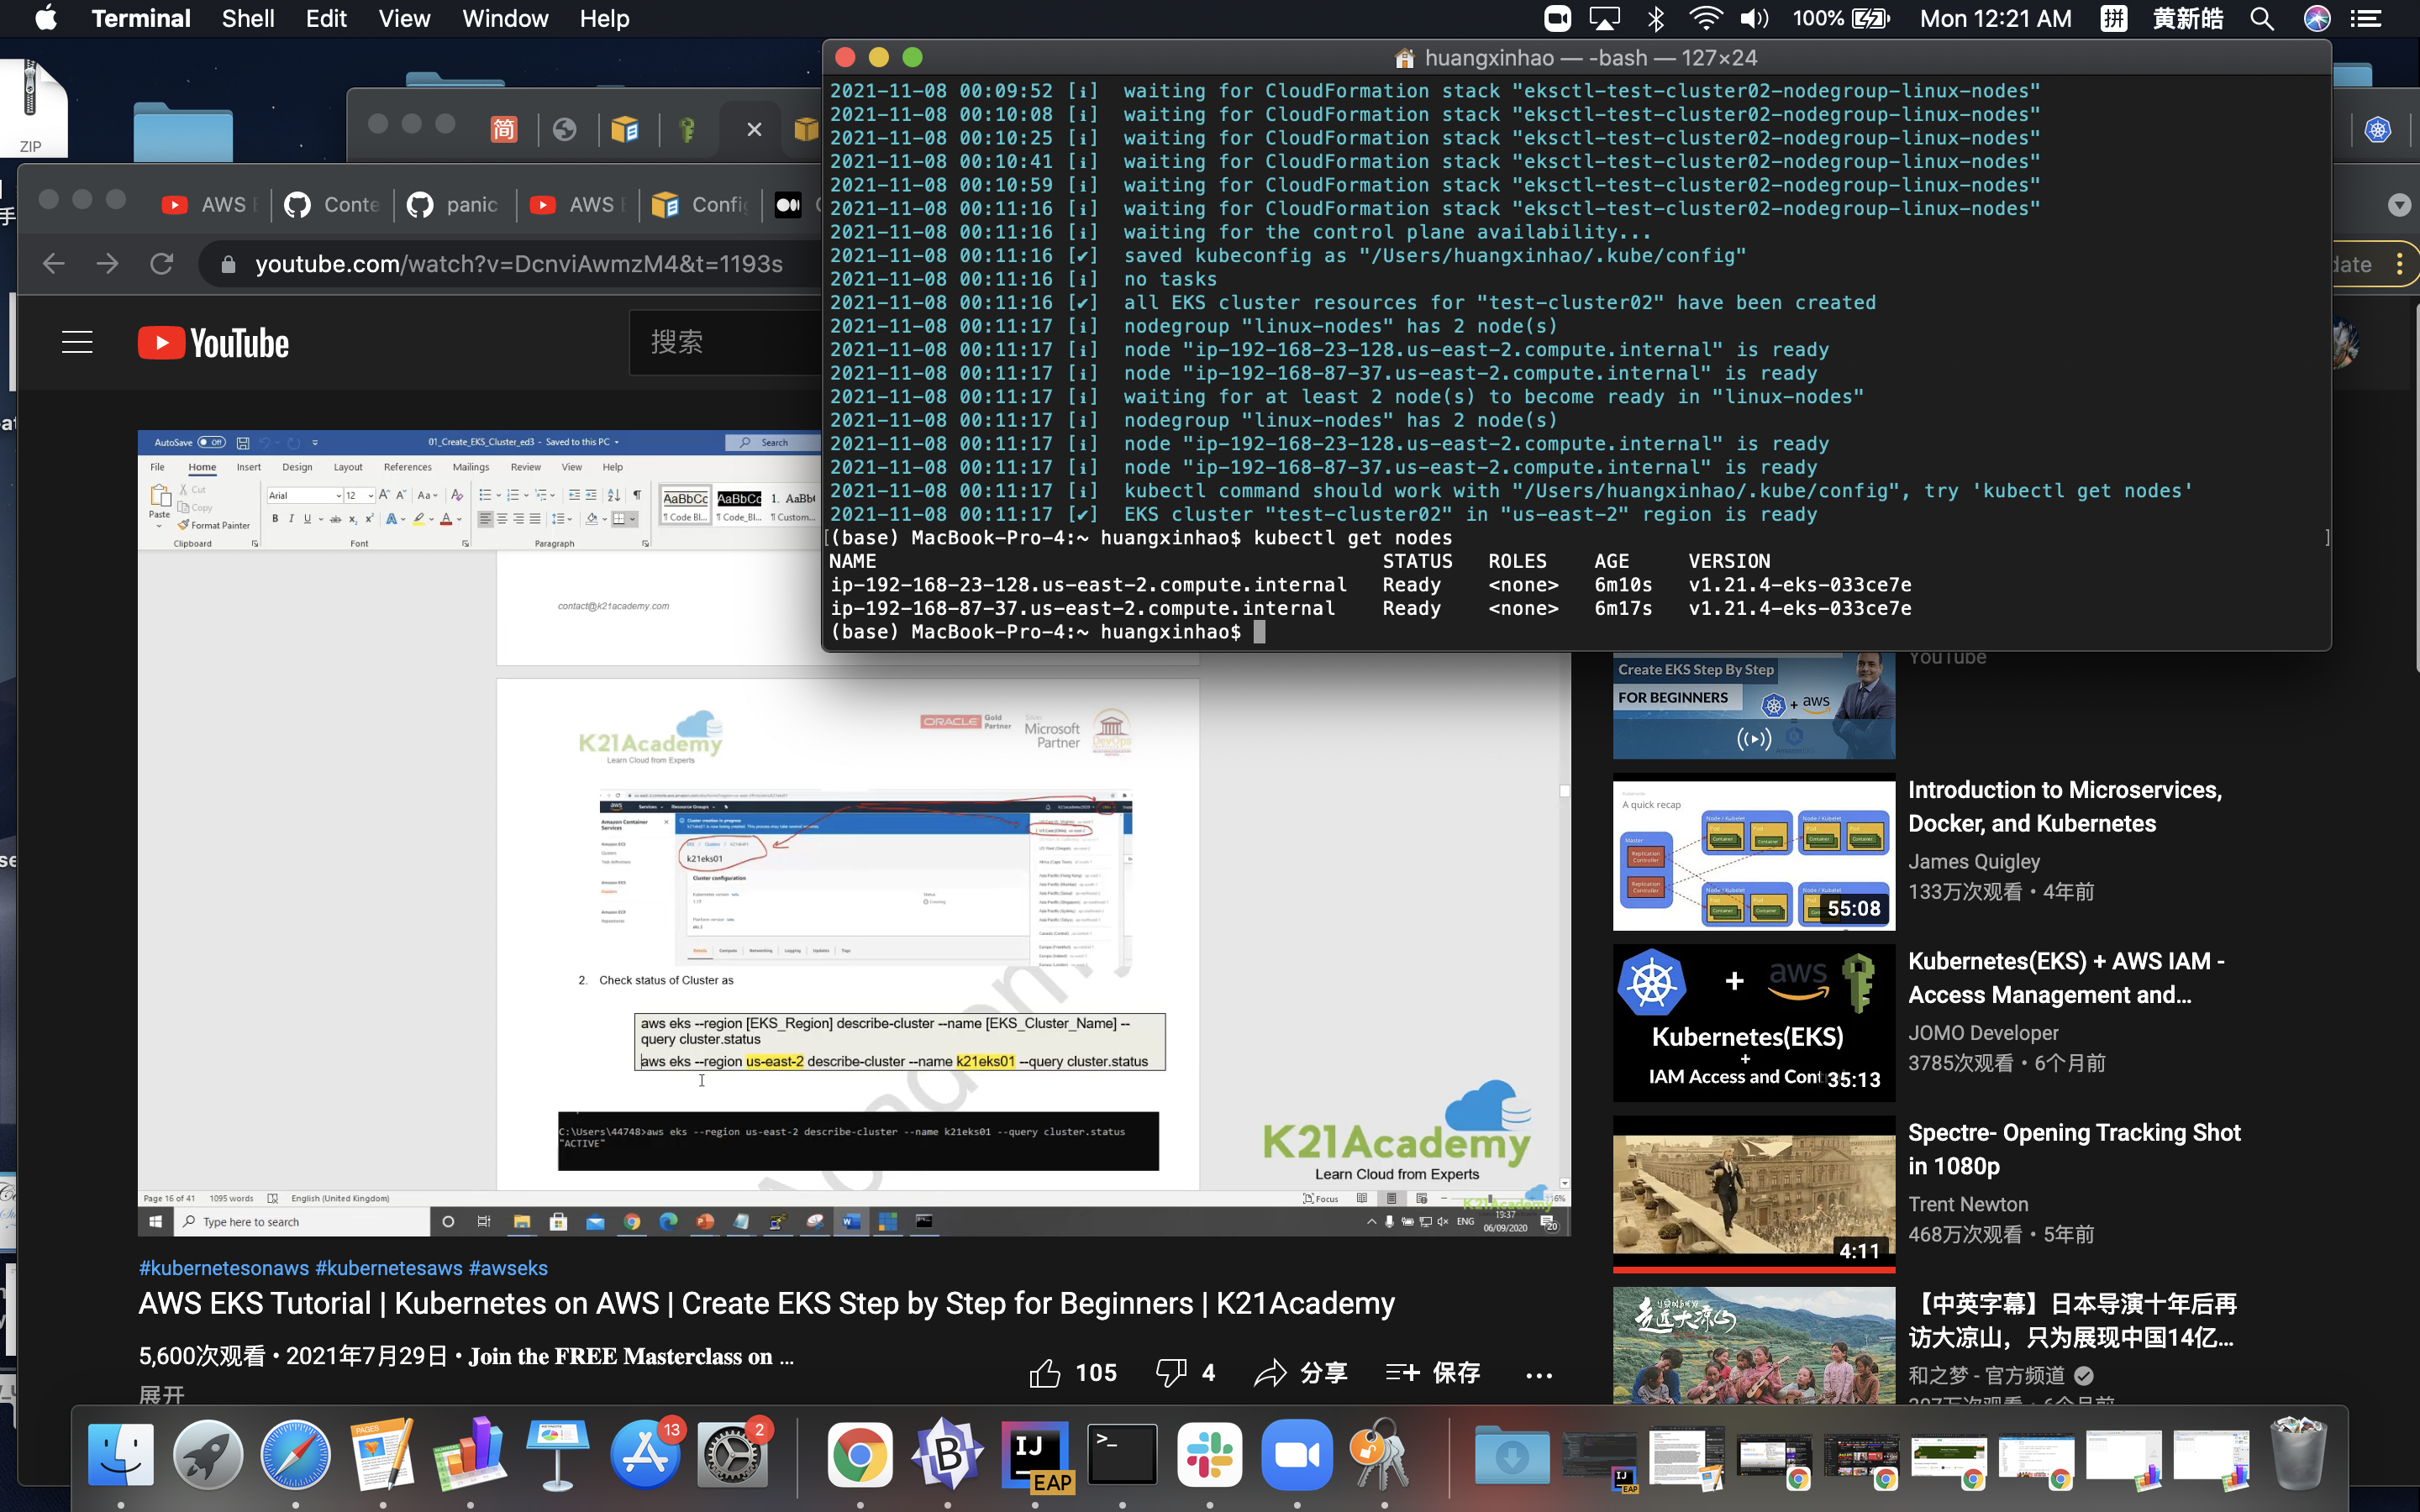 Terminal Shell Edit View Window Help
100% Mon 12:21 AM 拼 黄新皓
huangxinhao — -bash — 127×24
2021-11-08 00:09:52 [ℹ]  waiting for CloudFormation stack "eksctl-test-cluster02-nodegroup-linux-nodes"
2021-11-08 00:10:08 [ℹ]  waiting for CloudFormation stack "eksctl-test-cluster02-nodegroup-linux-nodes"
2021-11-08 00:10:25 [ℹ]  waiting for CloudFormation stack "eksctl-test-cluster02-nodegroup-linux-nodes"
2021-11-08 00:10:41 [ℹ]  waiting for CloudFormation stack "eksctl-test-cluster02-nodegroup-linux-nodes"
2021-11-08 00:10:59 [ℹ]  waiting for CloudFormation stack "eksctl-test-cluster02-nodegroup-linux-nodes"
2021-11-08 00:11:16 [ℹ]  waiting for CloudFormation stack "eksctl-test-cluster02-nodegroup-linux-nodes"
2021-11-08 00:11:16 [ℹ]  waiting for the control plane availability...
2021-11-08 00:11:16 [✔]  saved kubeconfig as "/Users/huangxinhao/.kube/config"
2021-11-08 00:11:16 [ℹ]  no tasks
2021-11-08 00:11:16 [✔]  all EKS cluster resources for "test-cluster02" have been created
2021-11-08 00:11:17 [ℹ]  nodegroup "linux-nodes" has 2 node(s)
2021-11-08 00:11:17 [ℹ]  node "ip-192-168-23-128.us-east-2.compute.internal" is ready
2021-11-08 00:11:17 [ℹ]  node "ip-192-168-87-37.us-east-2.compute.internal" is ready
2021-11-08 00:11:17 [ℹ]  waiting for at least 2 node(s) to become ready in "linux-nodes"
2021-11-08 00:11:17 [ℹ]  nodegroup "linux-nodes" has 2 node(s)
2021-11-08 00:11:17 [ℹ]  node "ip-192-168-23-128.us-east-2.compute.internal" is ready
2021-11-08 00:11:17 [ℹ]  node "ip-192-168-87-37.us-east-2.compute.internal" is ready
2021-11-08 00:11:17 [ℹ]  kubectl command should work with "/Users/huangxinhao/.kube/config", try 'kubectl get nodes'
2021-11-08 00:11:17 [✔]  EKS cluster "test-cluster02" in "us-east-2" region is ready
[(base) MacBook-Pro-4:~ huangxinhao$ kubectl get nodes ]
NAME STATUS ROLES AGE VERSION
ip-192-168-23-128.us-east-2.compute.internal Ready <none> 6m10s v1.21.4-eks-033ce7e
ip-192-168-87-37.us-east-2.compute.internal Ready <none> 6m17s v1.21.4-eks-033ce7e
(base) MacBook-Pro-4:~ huangxinhao$
ZIP
简
AWS Conte panic AWS Config
youtube.com/watch?v=DcnviAwmzM4&t=1193s
date
YouTube
搜索
AutoSave Off 01_Create_EKS_Cluster_ed3 - Saved to this PC Search
File Home Insert Design Layout References Mailings Review View Help
Paste Cut Copy Format Painter
Arial 12
AaBbCc AaBbCc 1. AaBb
¶ Code Bl... ¶ Code_Bl... ¶ Custom...
Clipboard Font Paragraph
contact@k21academy.com
K21Academy
Learn Cloud from Experts
ORACLE Gold Partner
Silver Microsoft Partner
DevOps
aws Services Resource Groups
Amazon Container Services
Cluster creation in progress
k21eks01
Cluster configuration
2. Check status of Cluster as
aws eks --region [EKS_Region] describe-cluster --name [EKS_Cluster_Name] --
query cluster.status
aws eks --region us-east-2 describe-cluster --name k21eks01 --query cluster.status
C:\Users\44748>aws eks --region us-east-2 describe-cluster --name k21eks01 --query cluster.status
"ACTIVE"
K21Academy
Learn Cloud from Experts
Page 16 of 41 1095 words English (United Kingdom) Focus
Type here to search
ENG 15:37 06/09/2020 20
#kubernetesonaws #kubernetesaws #awseks
AWS EKS Tutorial | Kubernetes on AWS | Create EKS Step by Step for Beginners | K21Academy
5,600次观看 • 2021年7月29日 • Join the FREE Masterclass on ...
展开
105 4 分享 保存
YouTube
Create EKS Step By Step
FOR BEGINNERS
+ aws
A quick recap
55:08
Introduction to Microservices,
Docker, and Kubernetes
James Quigley
133万次观看 • 4年前
+ aws
Kubernetes(EKS)
+
IAM Access and Cont
35:13
Kubernetes(EKS) + AWS IAM -
Access Management and...
JOMO Developer
3785次观看 • 6个月前
4:11
Spectre- Opening Tracking Shot
in 1080p
Trent Newton
468万次观看 • 5年前
走近大凉山
【中英字幕】日本导演十年后再
访大凉山，只为展现中国14亿...
和之梦 - 官方频道
PAGES
13
2
IJ
EAP